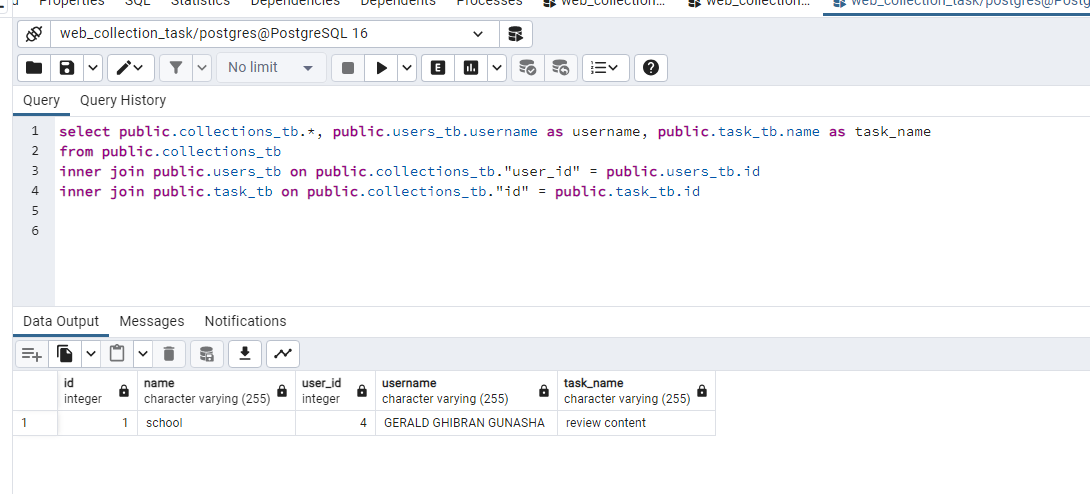 Properties SQL Statistics Dependencies Dependents Processes web_collection... web_collection... web_collection_task/postgres@Postg
web_collection_task/postgres@PostgreSQL 16
No limit E
Query Query History
1 select public.collections_tb.*, public.users_tb.username as username, public.task_tb.name as task_name
2 from public.collections_tb
3 inner join public.users_tb on public.collections_tb."user_id" = public.users_tb.id
4 inner join public.task_tb on public.collections_tb."id" = public.task_tb.id
5
6
Data Output Messages Notifications
id name user_id username task_name
integer character varying (255) integer character varying (255) character varying (255)
1 1 school 4 GERALD GHIBRAN GUNASHA review content